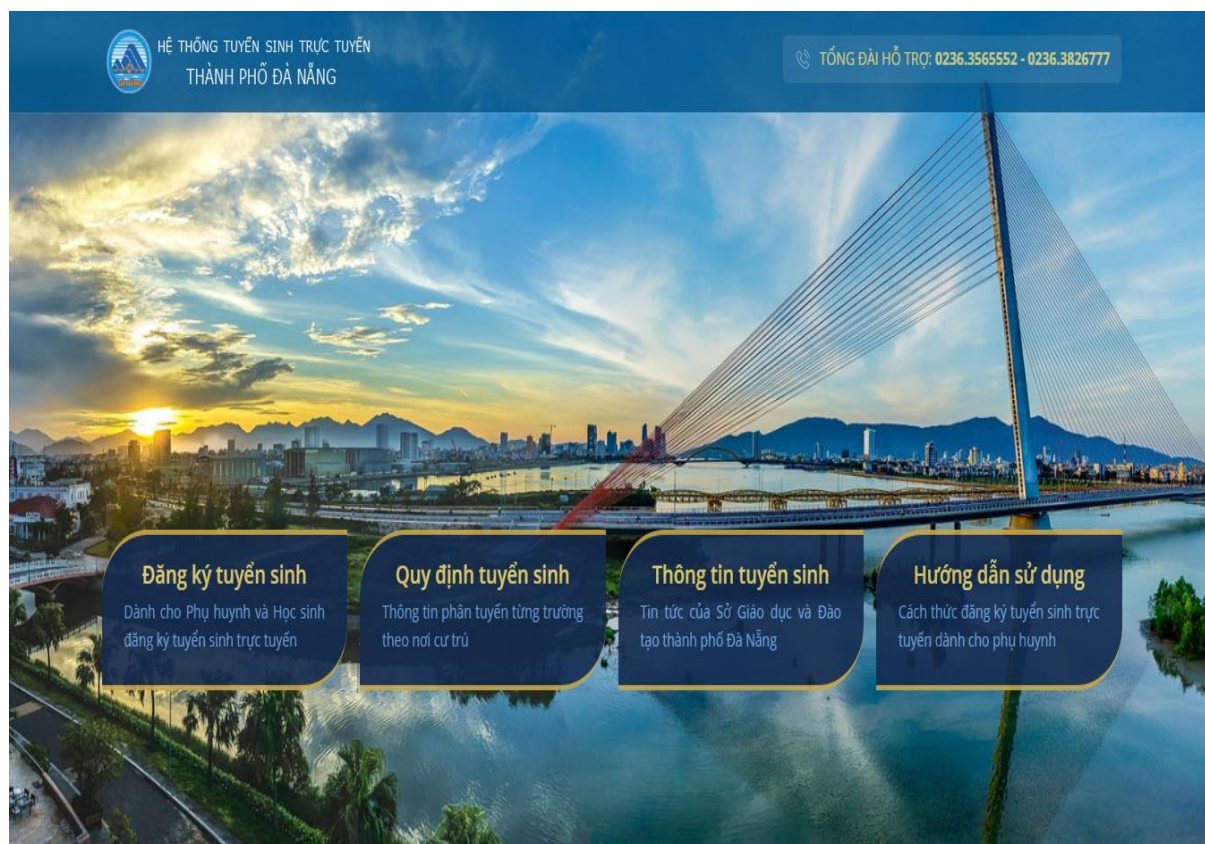 HỆ THỐNG TUYỂN SINH TRỰC TUYẾN
THÀNH PHỐ ĐÀ NẴNG
TỔNG ĐÀI HỖ TRỢ: 0236.3565552 - 0236.3826777
Đăng ký tuyển sinh
Dành cho Phụ huynh và Học sinh
đăng ký tuyển sinh trực tuyến
Quy định tuyển sinh
Thông tin phân tuyến từng trường
theo nơi cư trú
Thông tin tuyển sinh
Tin tức của Sở Giáo dục và Đào
tạo thành phố Đà Nẵng
Hướng dẫn sử dụng
Cách thức đăng ký tuyển sinh trực
tuyến dành cho phụ huynh